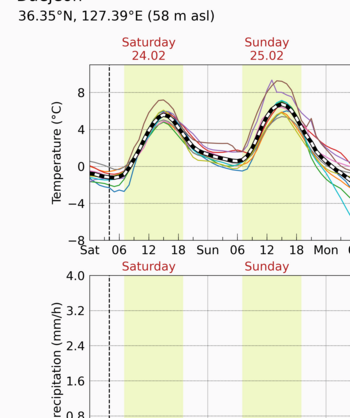 36.35°N, 127.39°E (58 m asl)
Saturday Sunday
24.02 25.02
Temperature (°C)
8
4
0
−4
−8
Sat 06 12 18 Sun 06 12 18 Mon
Saturday Sunday
4.0
3.2
2.4
1.6
0.8
recipitation (mm/h)